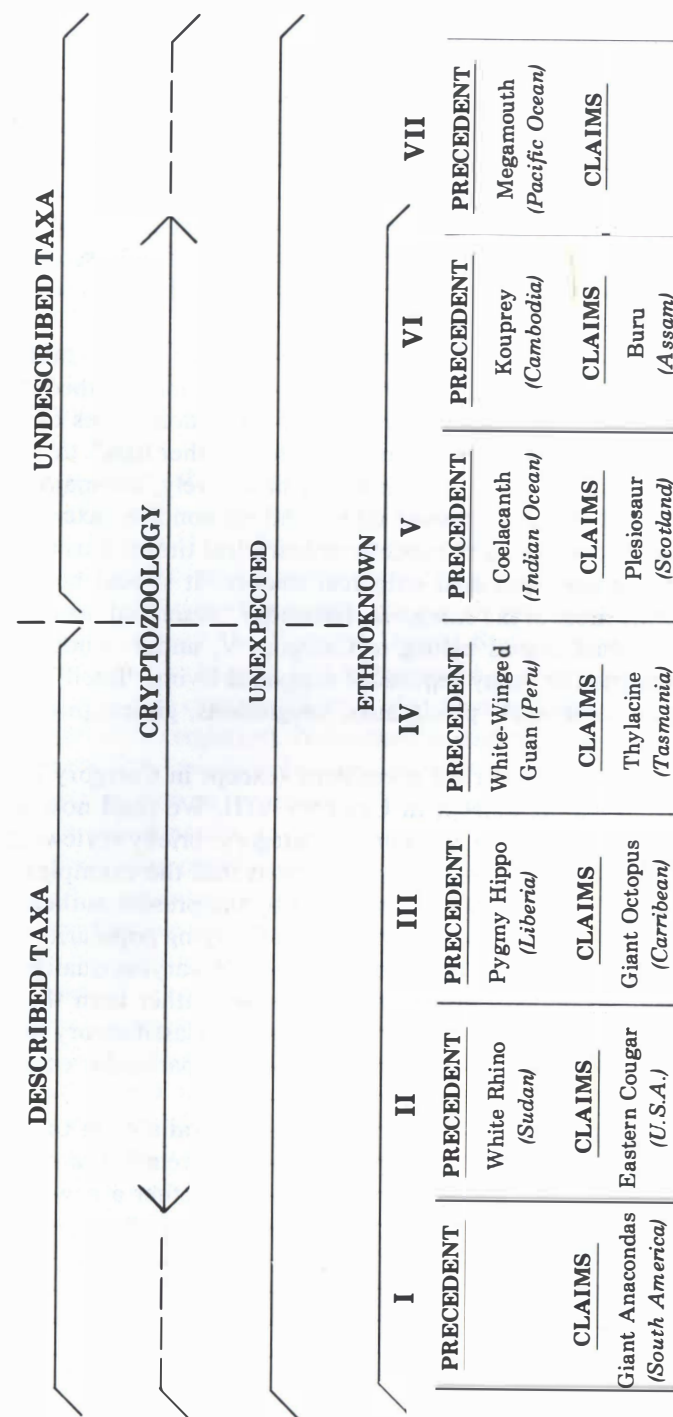 DESCRIBED TAXA
UNDESCRIBED TAXA
CRYPTOZOOLOGY
UNEXPECTED
ETHNOKNOWN
I
PRECEDENT
CLAIMS
Giant Anacondas
(South America)
II
PRECEDENT
White Rhino
(Sudan)
CLAIMS
Eastern Cougar
(U.S.A.)
III
PRECEDENT
Pygmy Hippo
(Liberia)
CLAIMS
Giant Octopus
(Carribean)
IV
PRECEDENT
White-Winged
Guan (Peru)
CLAIMS
Thylacine
(Tasmania)
V
PRECEDENT
Coelacanth
(Indian Ocean)
CLAIMS
Plesiosaur
(Scotland)
VI
PRECEDENT
Kouprey
(Cambodia)
CLAIMS
Buru
(Assam)
VII
PRECEDENT
Megamouth
(Pacific Ocean)
CLAIMS